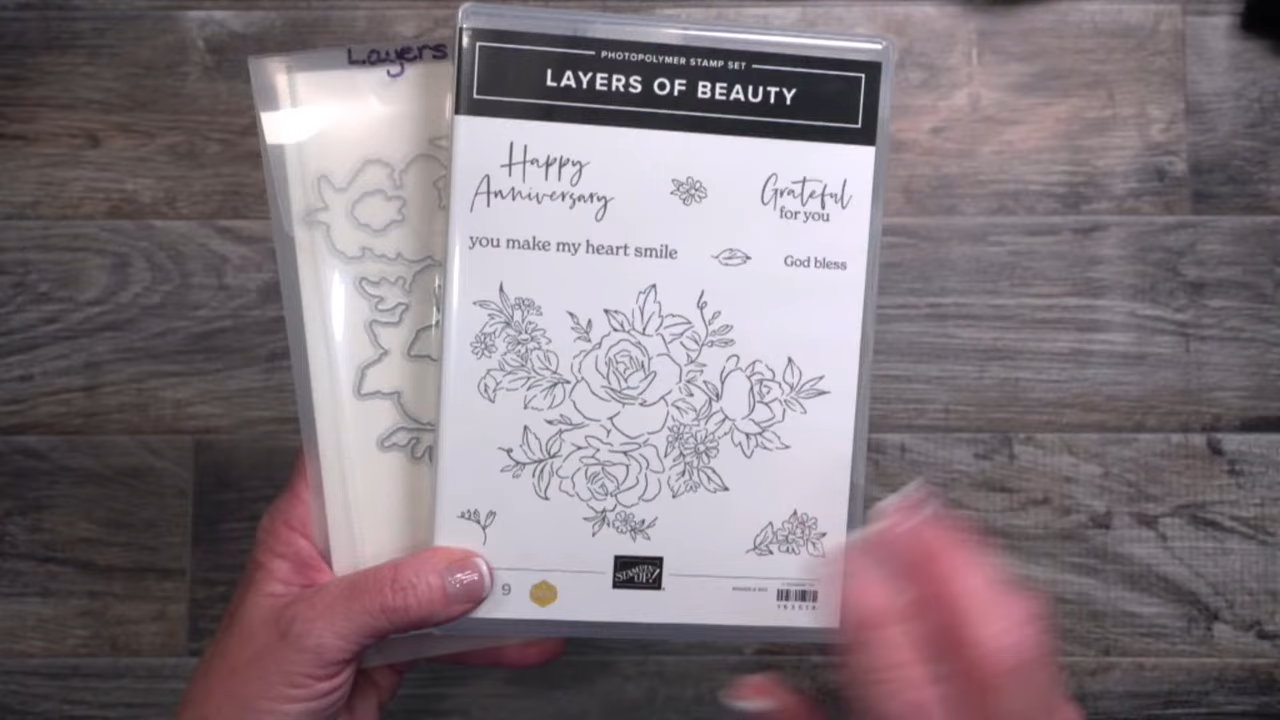 Layers
PHOTOPOLYMER STAMP SET
LAYERS OF BEAUTY
Happy
Anniversary
Grateful
for you
you make my heart smile
God bless
STAMPIN'
UP!
9